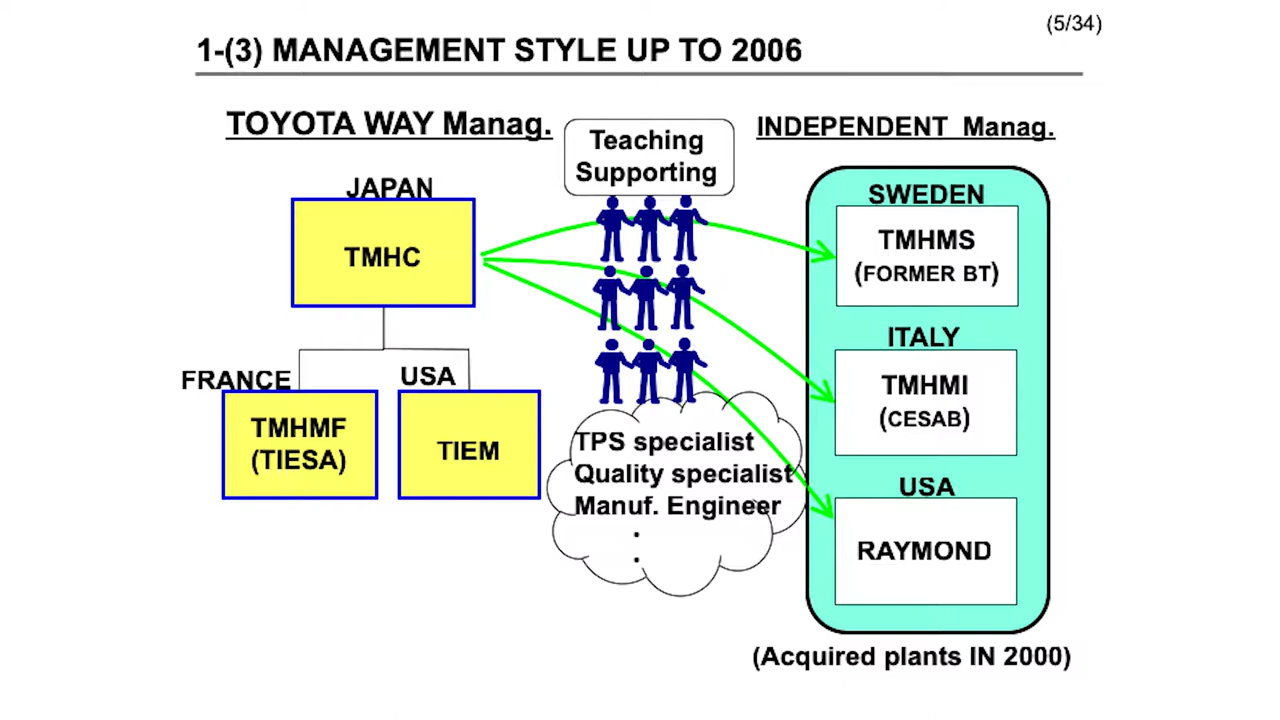 (5/34)
1-(3) MANAGEMENT STYLE UP TO 2006
TOYOTA WAY Manag.
JAPAN
TMHC
FRANCE
TMHMF
(TIESA)
USA
TIEM
Teaching
Supporting
TPS specialist
Quality specialist
Manuf. Engineer
.
.
INDEPENDENT Manag.
SWEDEN
TMHMS
(FORMER BT)
ITALY
TMHMI
(CESAB)
USA
RAYMOND
(Acquired plants IN 2000)